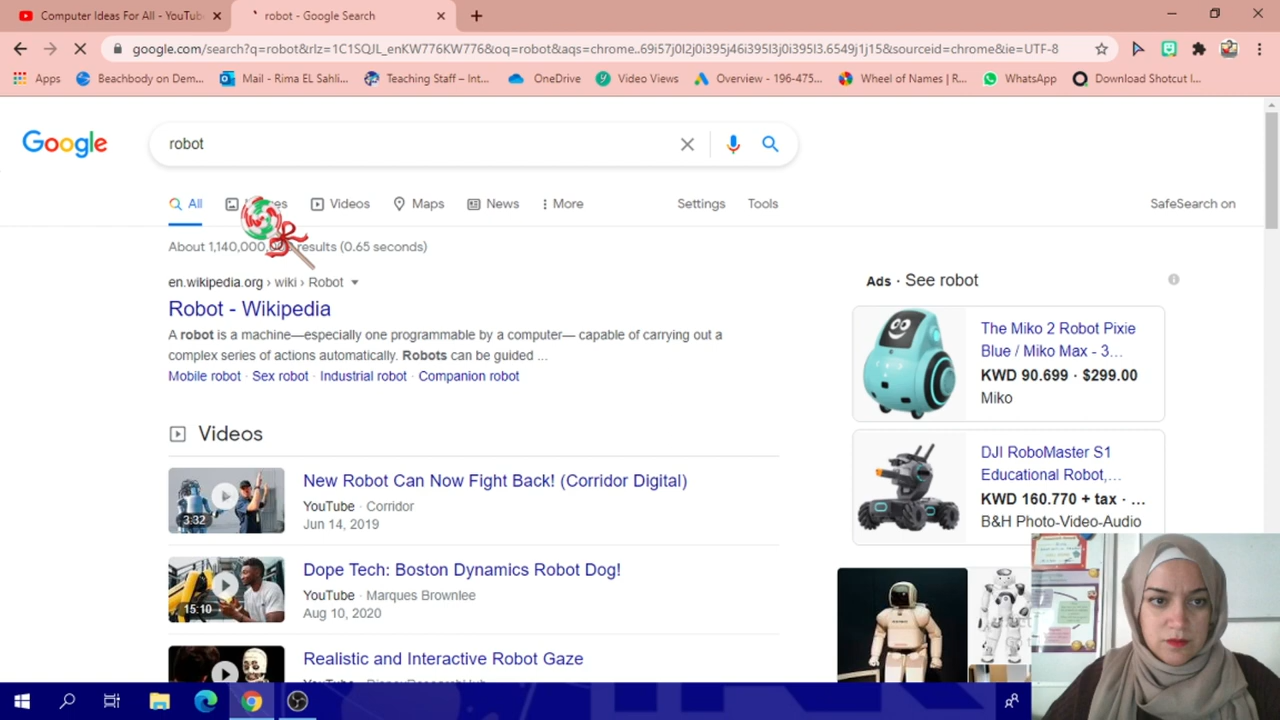 Computer Ideas For All - YouTub
robot - Google Search
google.com/search?q=robot&rlz=1C1SQJL_enKW776KW776&oq=robot&aqs=chrome..69i57j0l2j0i395j46i395l3j0i395l3.6549j1j15&sourceid=chrome&ie=UTF-8
Apps
Beachbody on Dem...
Mail - Rima EL Sahli...
Teaching Staff – Int...
OneDrive
Video Views
Overview - 196-475...
Wheel of Names | R...
WhatsApp
Download Shotcut I...
Google
robot
All
Videos
Maps
News
More
Settings
Tools
SafeSearch on
About 1,140,000, results (0.65 seconds)
en.wikipedia.org › wiki › Robot
Robot - Wikipedia
A robot is a machine—especially one programmable by a computer— capable of carrying out a
complex series of actions automatically. Robots can be guided ...
Mobile robot · Sex robot · Industrial robot · Companion robot
Videos
3:32
New Robot Can Now Fight Back! (Corridor Digital)
YouTube · Corridor
Jun 14, 2019
15:10
Dope Tech: Boston Dynamics Robot Dog!
YouTube · Marques Brownlee
Aug 10, 2020
Realistic and Interactive Robot Gaze
Ads · See robot
The Miko 2 Robot Pixie
Blue / Miko Max - 3...
KWD 90.699 · $299.00
Miko
DJI RoboMaster S1
Educational Robot,...
KWD 160.770 + tax · ...
B&H Photo-Video-Audio